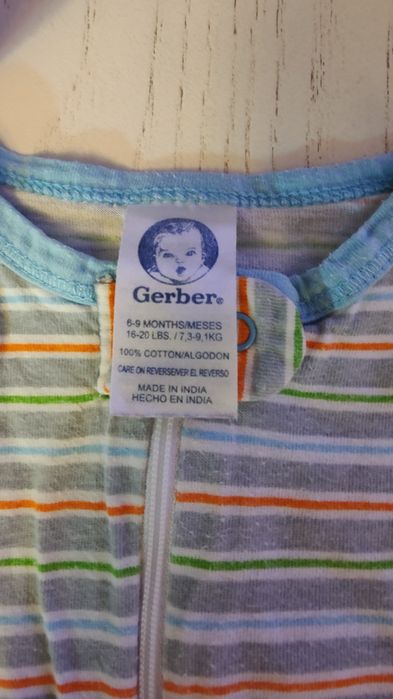 Gerber®
6-9 MONTHS/MESES
16-20 LBS. / 7,3-9,1KG
100% COTTON/ALGODON
CARE ON REVERSE/VER EL REVERSO
MADE IN INDIA
HECHO EN INDIA